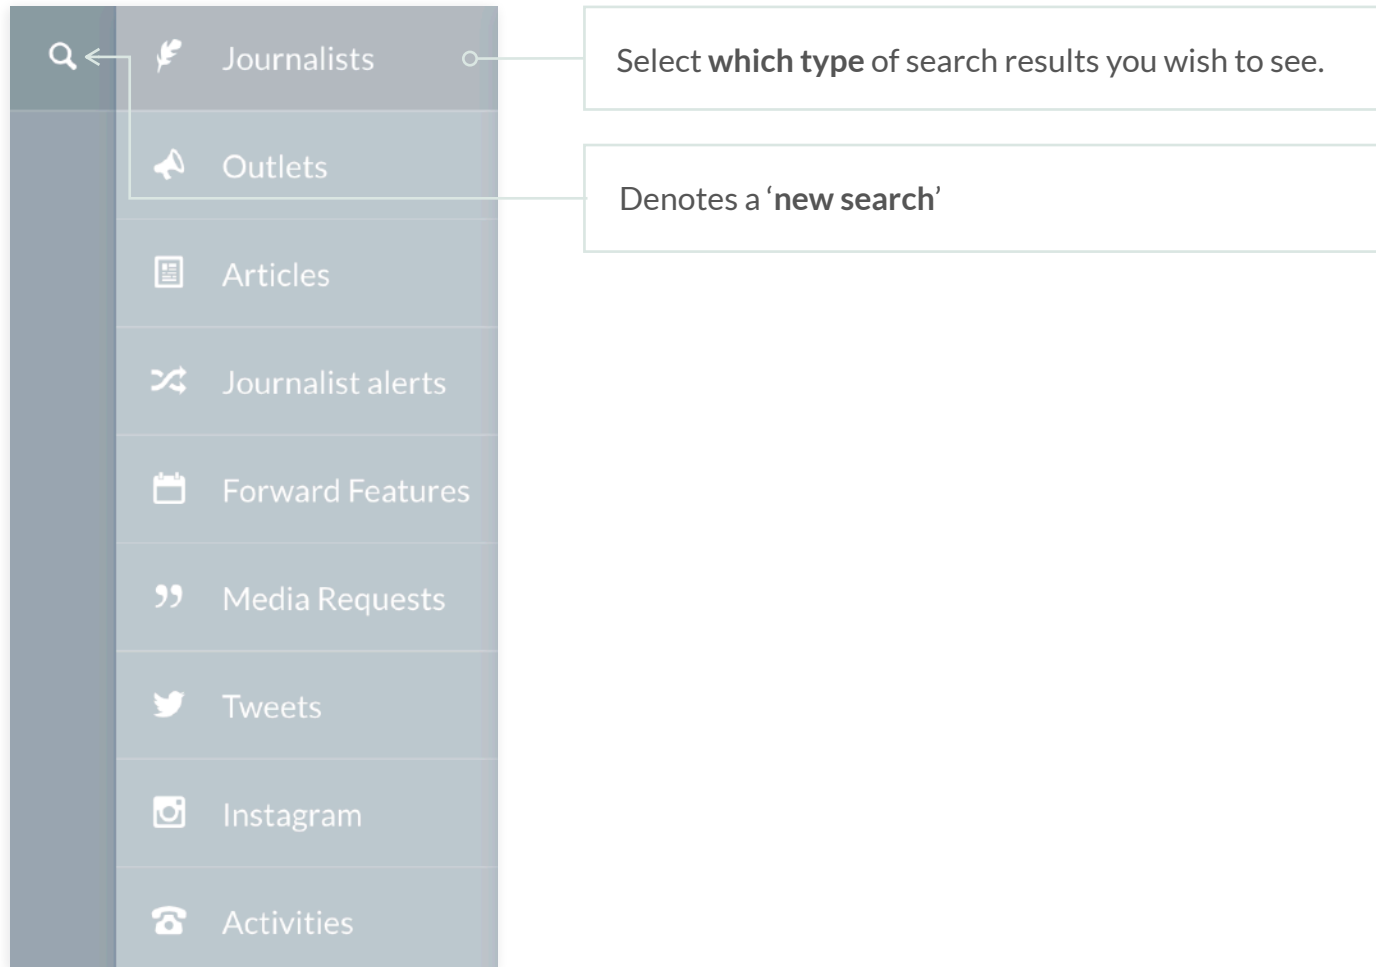 Journalists
Select which type of search results you wish to see.
Outlets
Denotes a ‘new search’
Articles
Journalist alerts
Forward Features
Media Requests
Tweets
Instagram
Activities